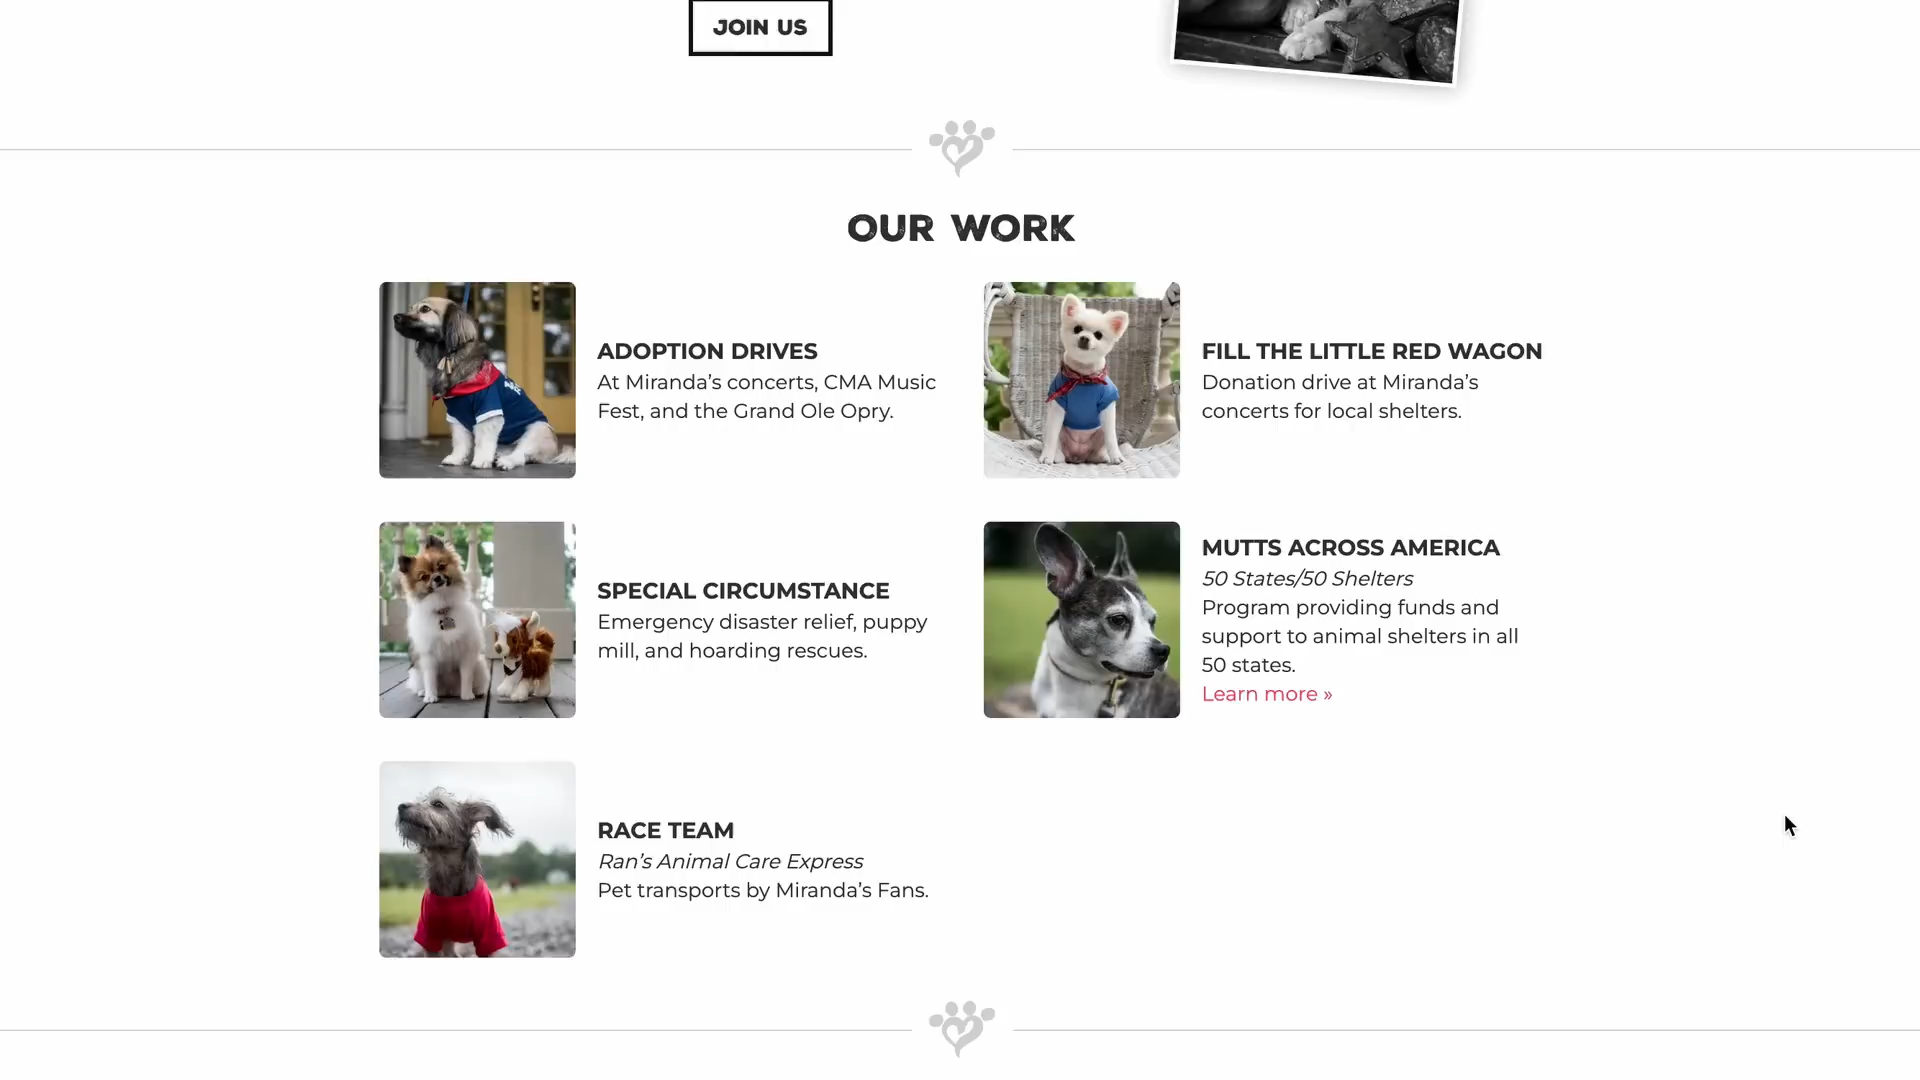 JOIN US
OUR WORK
ADOPTION DRIVES
At Miranda’s concerts, CMA Music
Fest, and the Grand Ole Opry.
FILL THE LITTLE RED WAGON
Donation drive at Miranda’s
concerts for local shelters.
SPECIAL CIRCUMSTANCE
Emergency disaster relief, puppy
mill, and hoarding rescues.
MUTTS ACROSS AMERICA
50 States/50 Shelters
Program providing funds and
support to animal shelters in all
50 states.
Learn more »
RACE TEAM
Ran’s Animal Care Express
Pet transports by Miranda’s Fans.